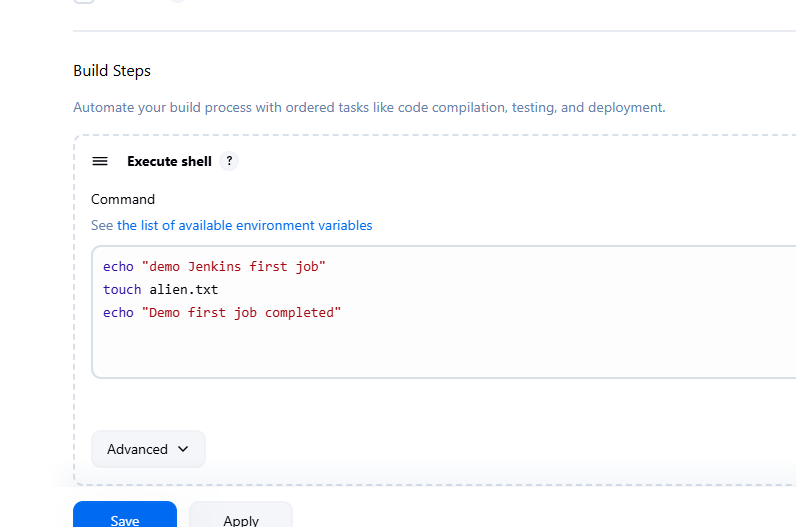 Build Steps
Automate your build process with ordered tasks like code compilation, testing, and deployment.
Execute shell ?
Command
See the list of available environment variables
echo "demo Jenkins first job"
touch alien.txt
echo "Demo first job completed"
Advanced
Save Apply